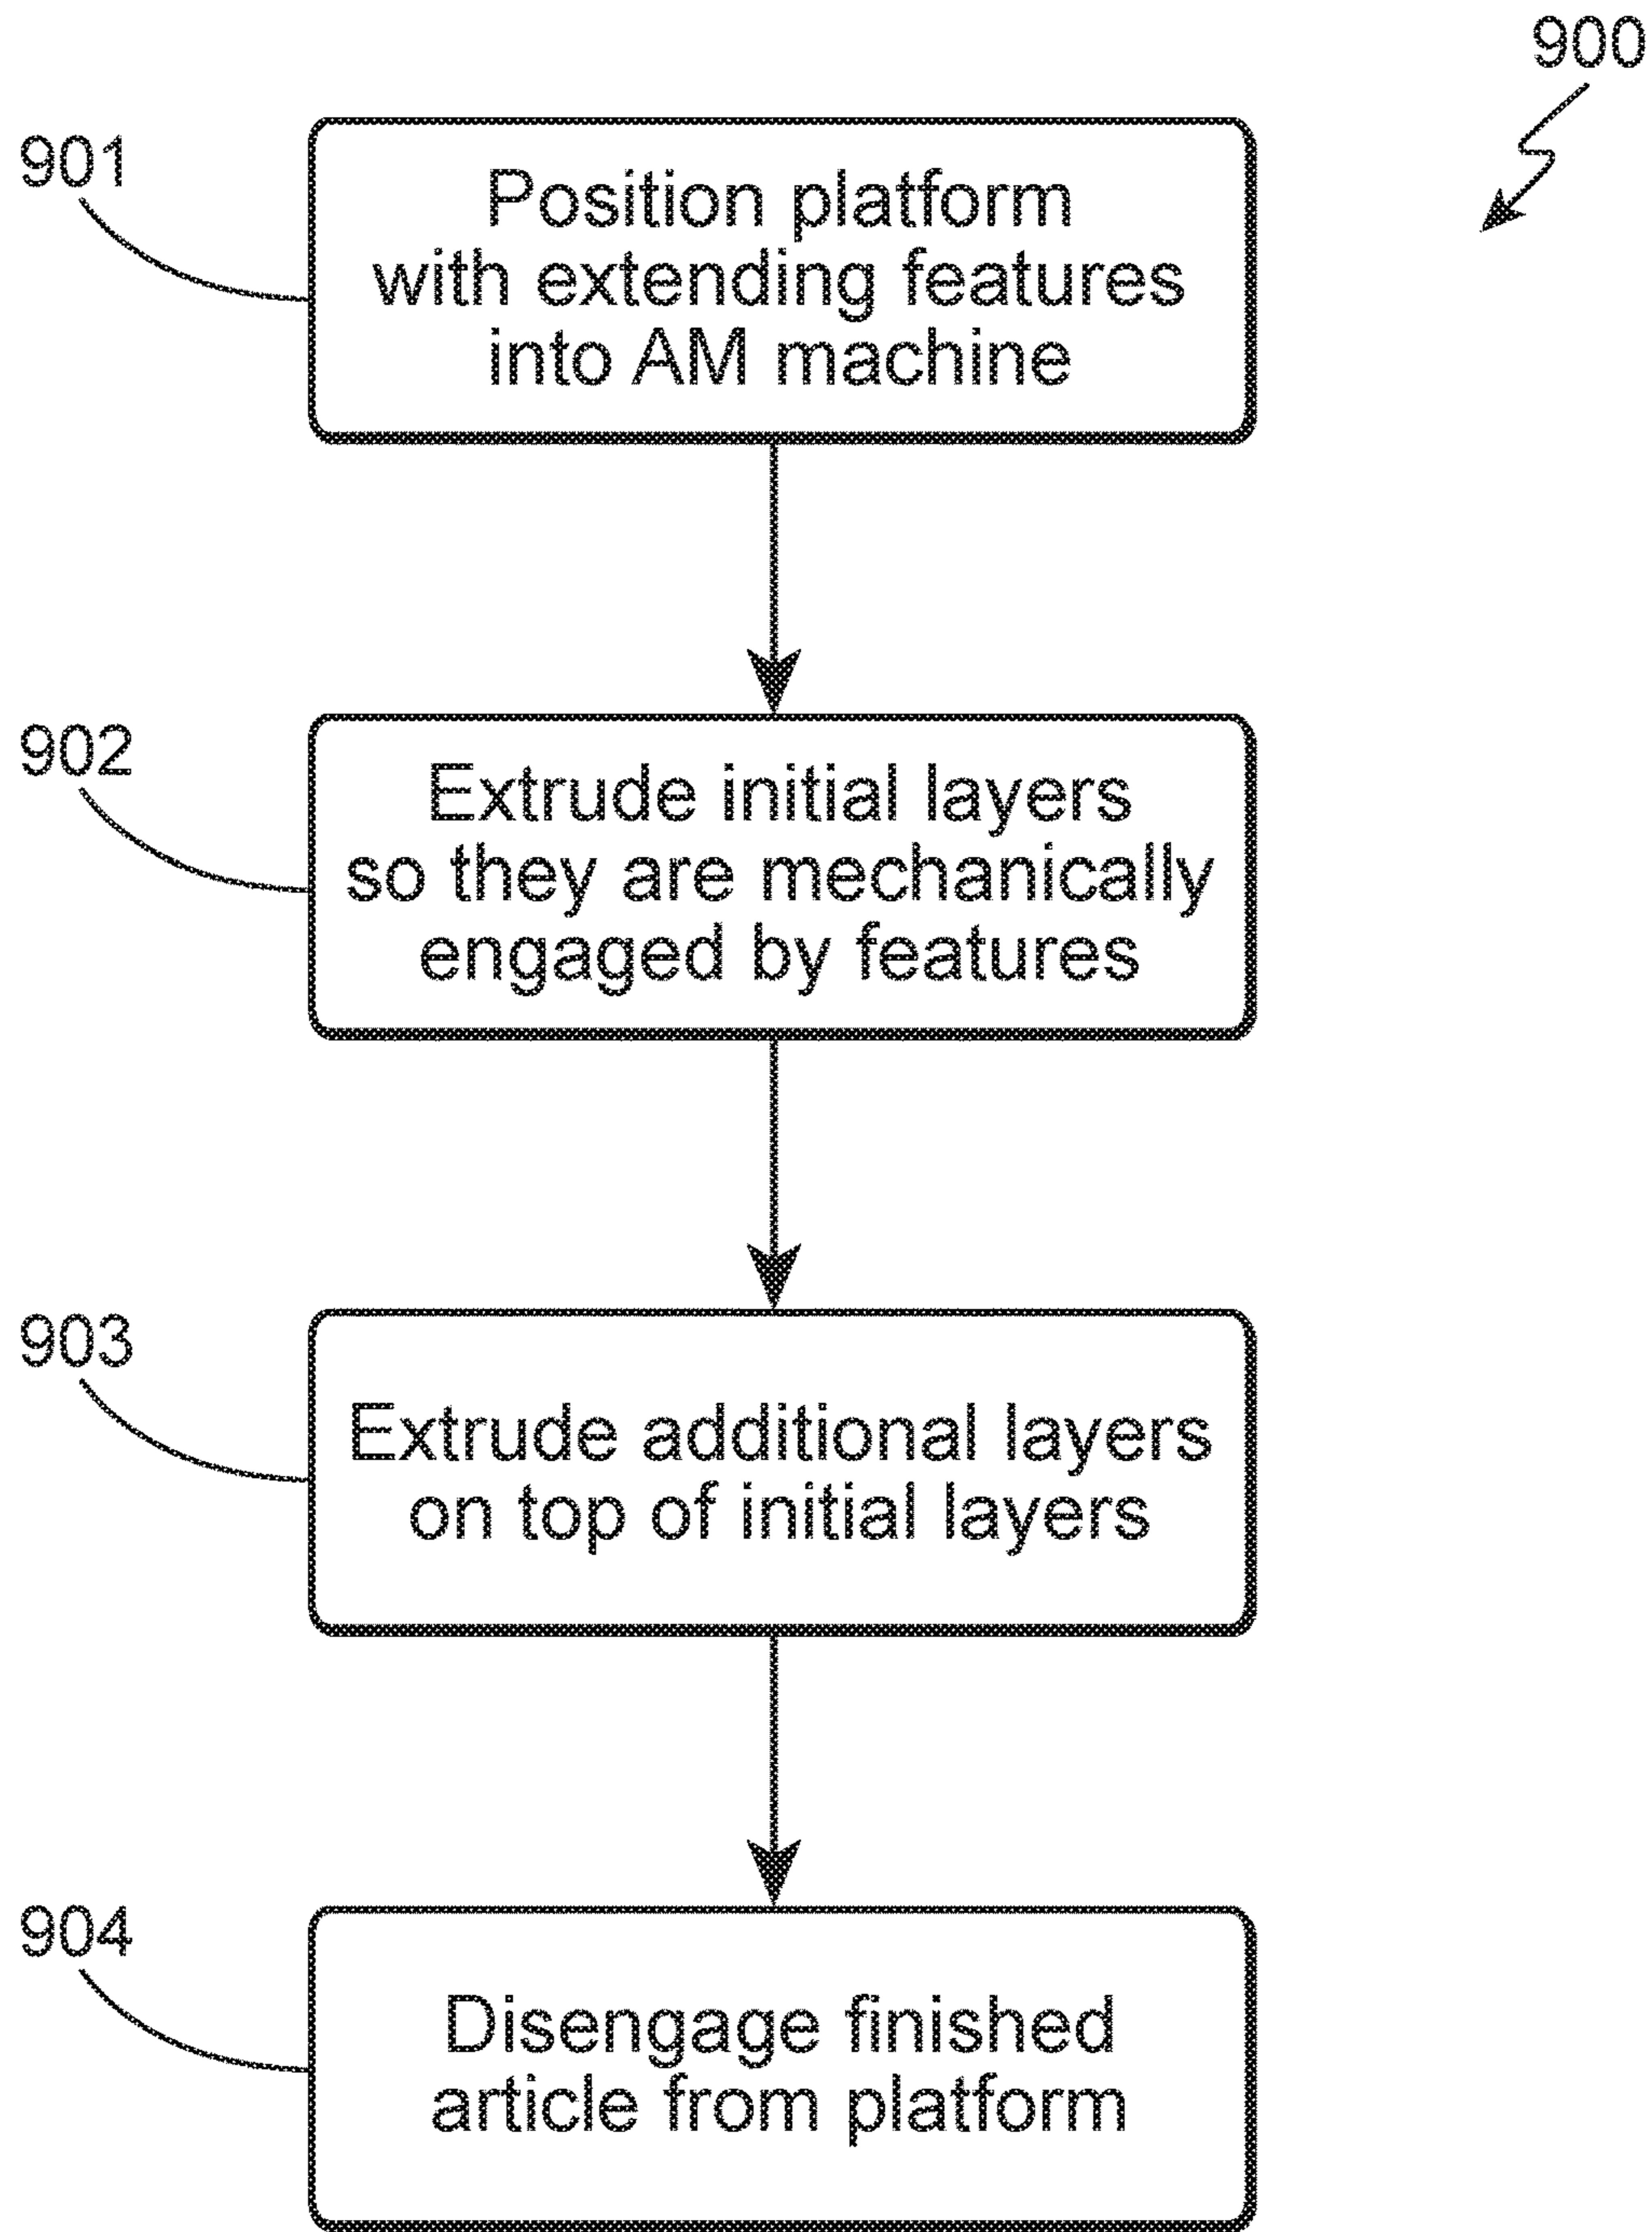 900
901
Position platform
with extending features
into AM machine
902
Extrude initial layers
so they are mechanically
engaged by features
903
Extrude additional layers
on top of initial layers
904
Disengage finished
article from platform